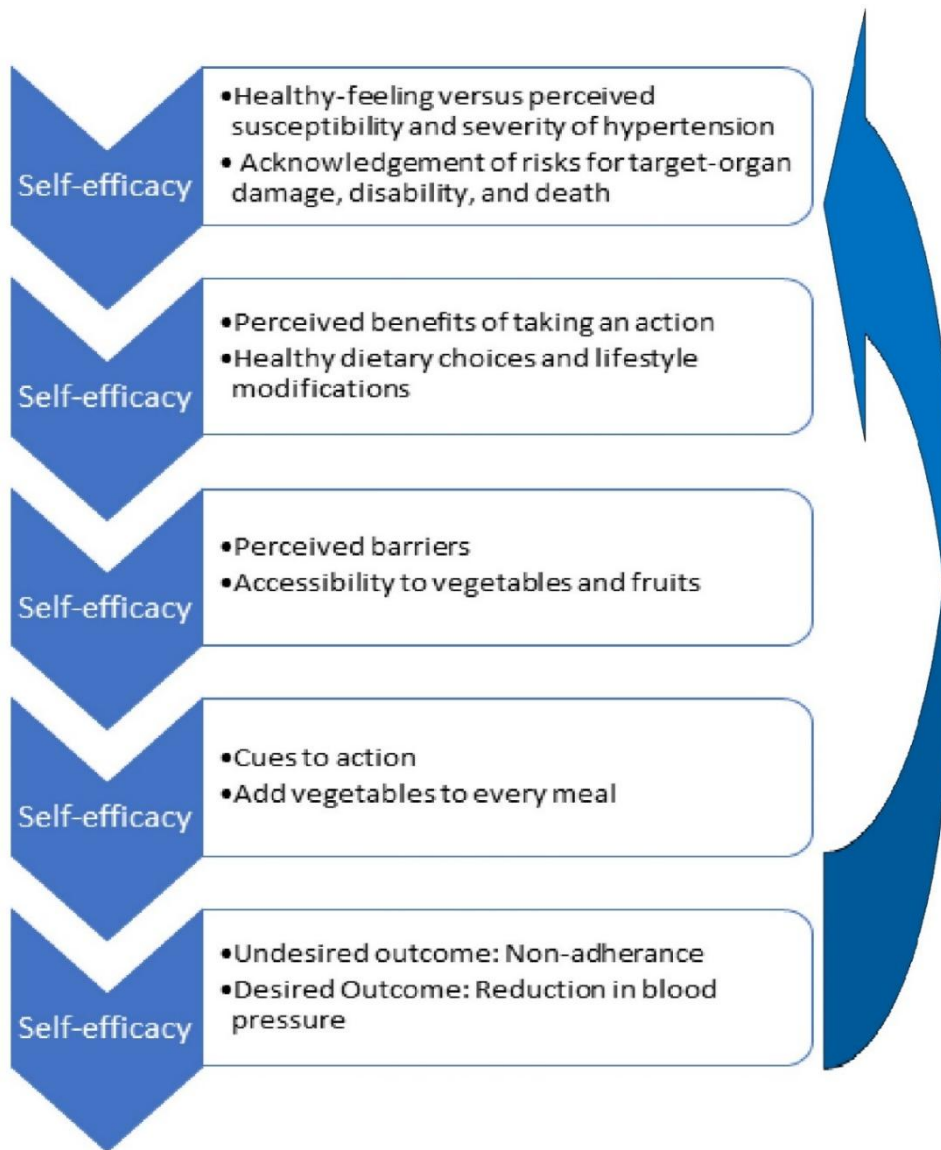 Self-efficacy
•Healthy-feeling versus perceived
susceptibility and severity of hypertension
• Acknowledgement of risks for target-organ
damage, disability, and death
Self-efficacy
•Perceived benefits of taking an action
•Healthy dietary choices and lifestyle
modifications
Self-efficacy
•Perceived barriers
•Accessibility to vegetables and fruits
Self-efficacy
•Cues to action
•Add vegetables to every meal
Self-efficacy
•Undesired outcome: Non-adherance
•Desired Outcome: Reduction in blood
pressure